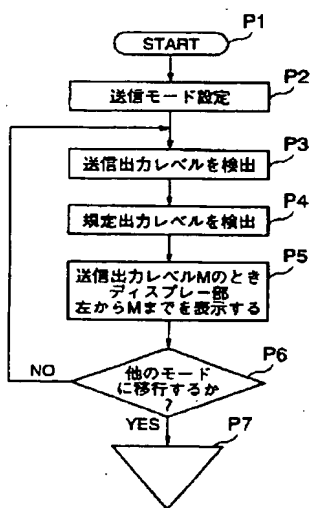 P1
START
P2
送信モード設定
P3
送信出力レベルを検出
P4
規定出力レベルを検出
P5
送信出力レベルMのとき
ディスプレー部
左からMまでを表示する
P6
他のモード
に移行するか
?
NO
YES
P7